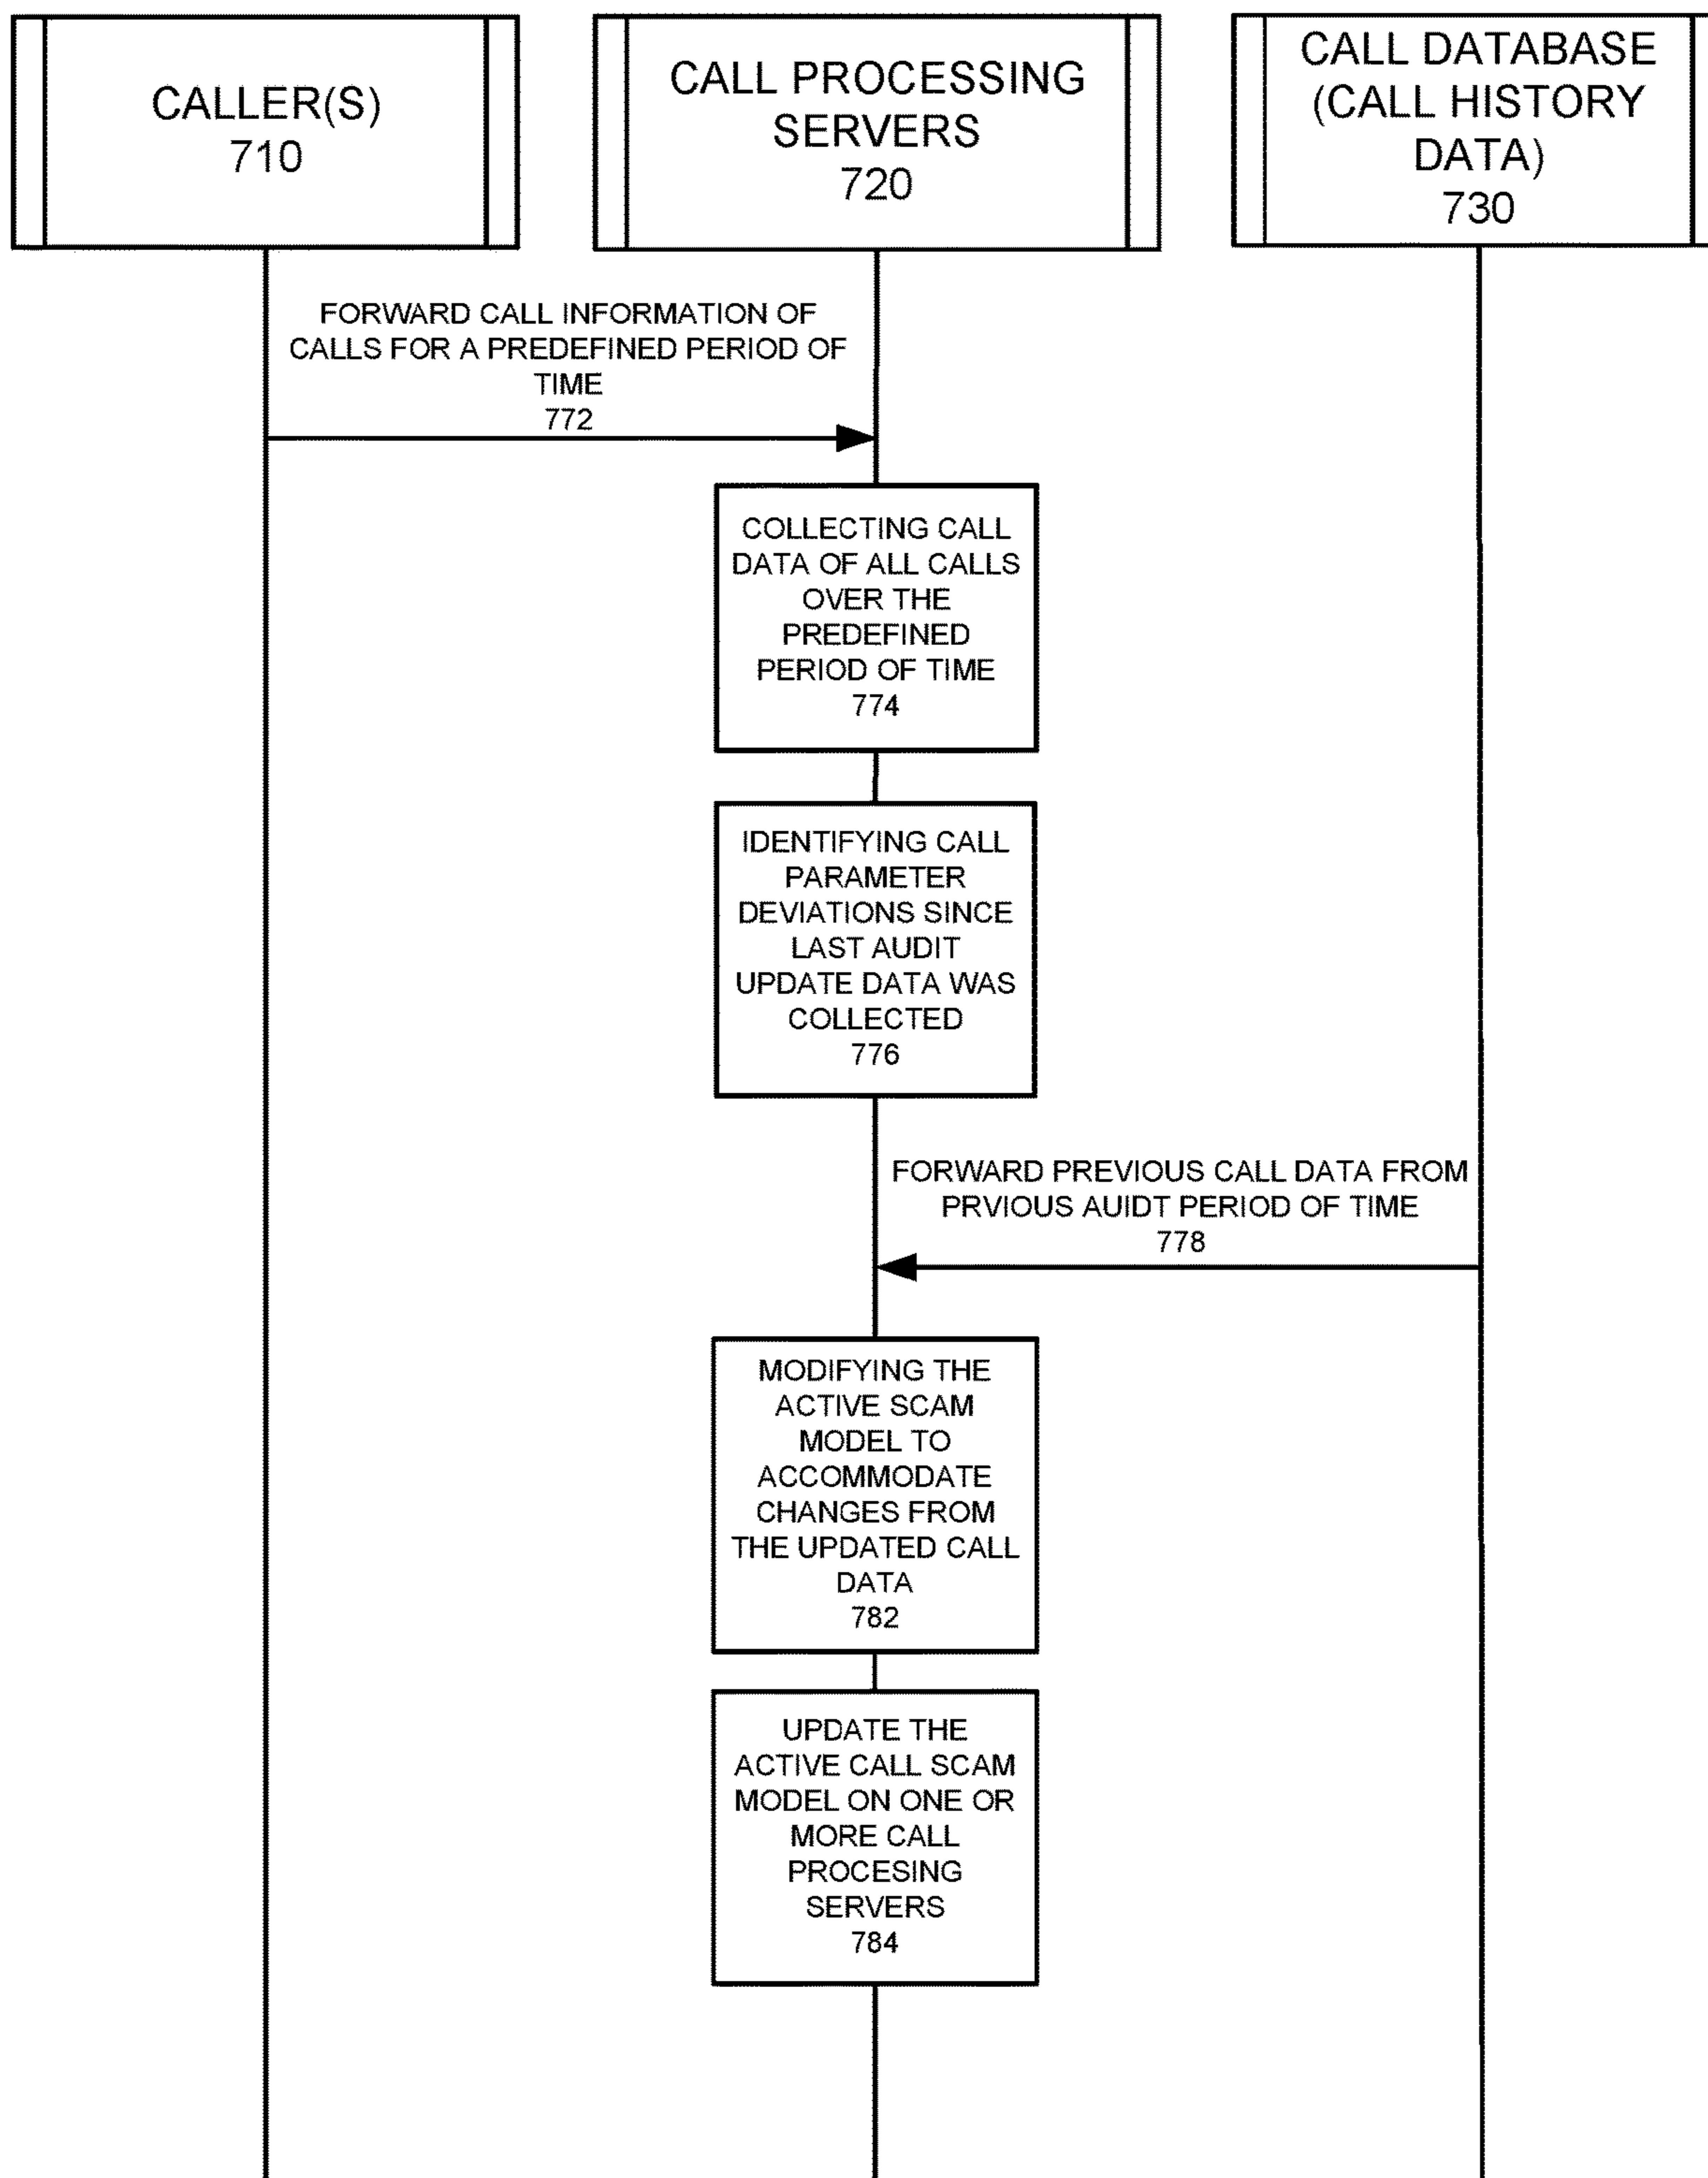 CALLER(S)
710
CALL PROCESSING
SERVERS
720
CALL DATABASE
(CALL HISTORY
DATA)
730
FORWARD CALL INFORMATION OF
CALLS FOR A PREDEFINED PERIOD OF
TIME
772
COLLECTING CALL
DATA OF ALL CALLS
OVER THE
PREDEFINED
PERIOD OF TIME
774
IDENTIFYING CALL
PARAMETER
DEVIATIONS SINCE
LAST AUDIT
UPDATE DATA WAS
COLLECTED
776
FORWARD PREVIOUS CALL DATA FROM
PRVIOUS AUIDT PERIOD OF TIME
778
MODIFYING THE
ACTIVE SCAM
MODEL TO
ACCOMMODATE
CHANGES FROM
THE UPDATED CALL
DATA
782
UPDATE THE
ACTIVE CALL SCAM
MODEL ON ONE OR
MORE CALL
PROCESING
SERVERS
784